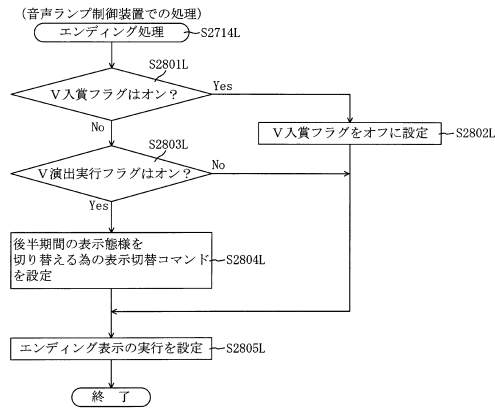 (音声ランプ制御装置での処理)
エンディング処理
S2714L
S2801L
V入賞フラグはオン?
Yes
No
V入賞フラグをオフに設定
S2802L
S2803L
V演出実行フラグはオン?
No
Yes
後半期間の表示態様を
切り替える為の表示切替コマンド
を設定
S2804L
エンディング表示の実行を設定
S2805L
終 了